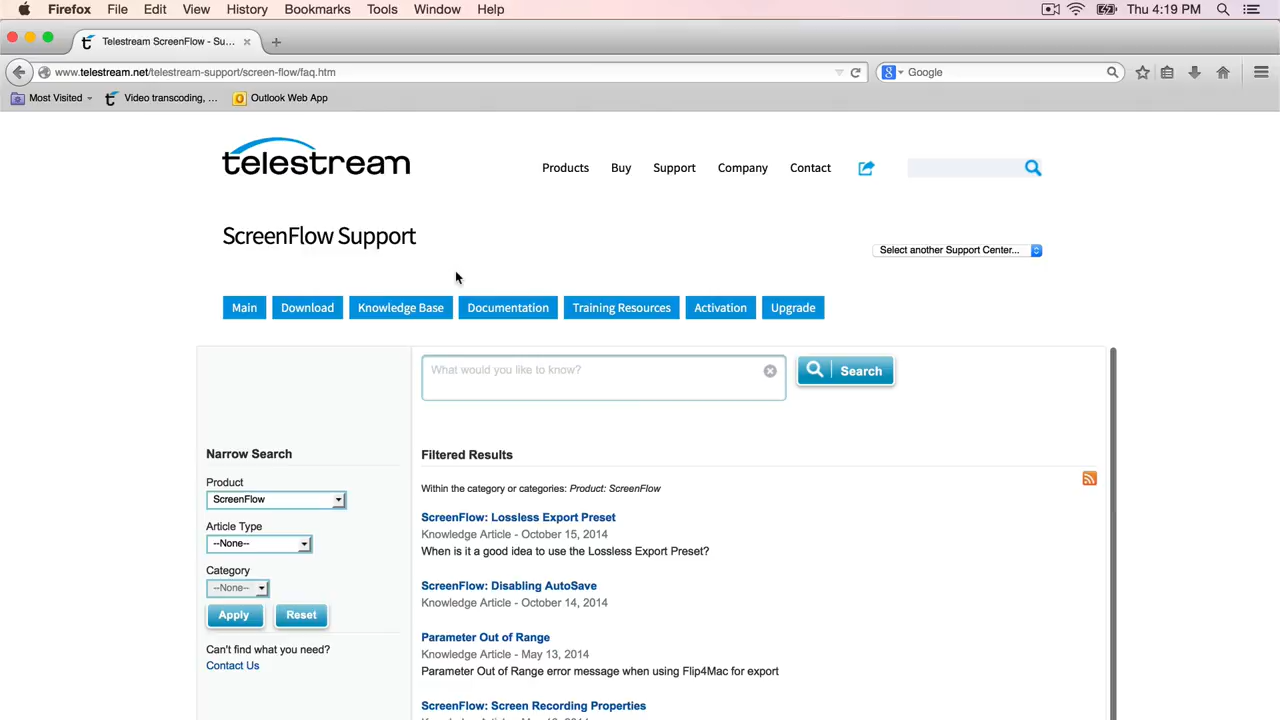 Firefox File Edit View History Bookmarks Tools Window Help Thu 4:19 PM
Telestream ScreenFlow - Su...
www.telestream.net/telestream-support/screen-flow/faq.htm Google
Most Visited Video transcoding, ... Outlook Web App
telestream
Products Buy Support Company Contact
ScreenFlow Support
Select another Support Center...
Main Download Knowledge Base Documentation Training Resources Activation Upgrade
What would you like to know? Search
Narrow Search
Product
ScreenFlow
Article Type
--None--
Category
--None--
Apply Reset
Can't find what you need?
Contact Us
Filtered Results
Within the category or categories: Product: ScreenFlow
ScreenFlow: Lossless Export Preset
Knowledge Article - October 15, 2014
When is it a good idea to use the Lossless Export Preset?
ScreenFlow: Disabling AutoSave
Knowledge Article - October 14, 2014
Parameter Out of Range
Knowledge Article - May 13, 2014
Parameter Out of Range error message when using Flip4Mac for export
ScreenFlow: Screen Recording Properties